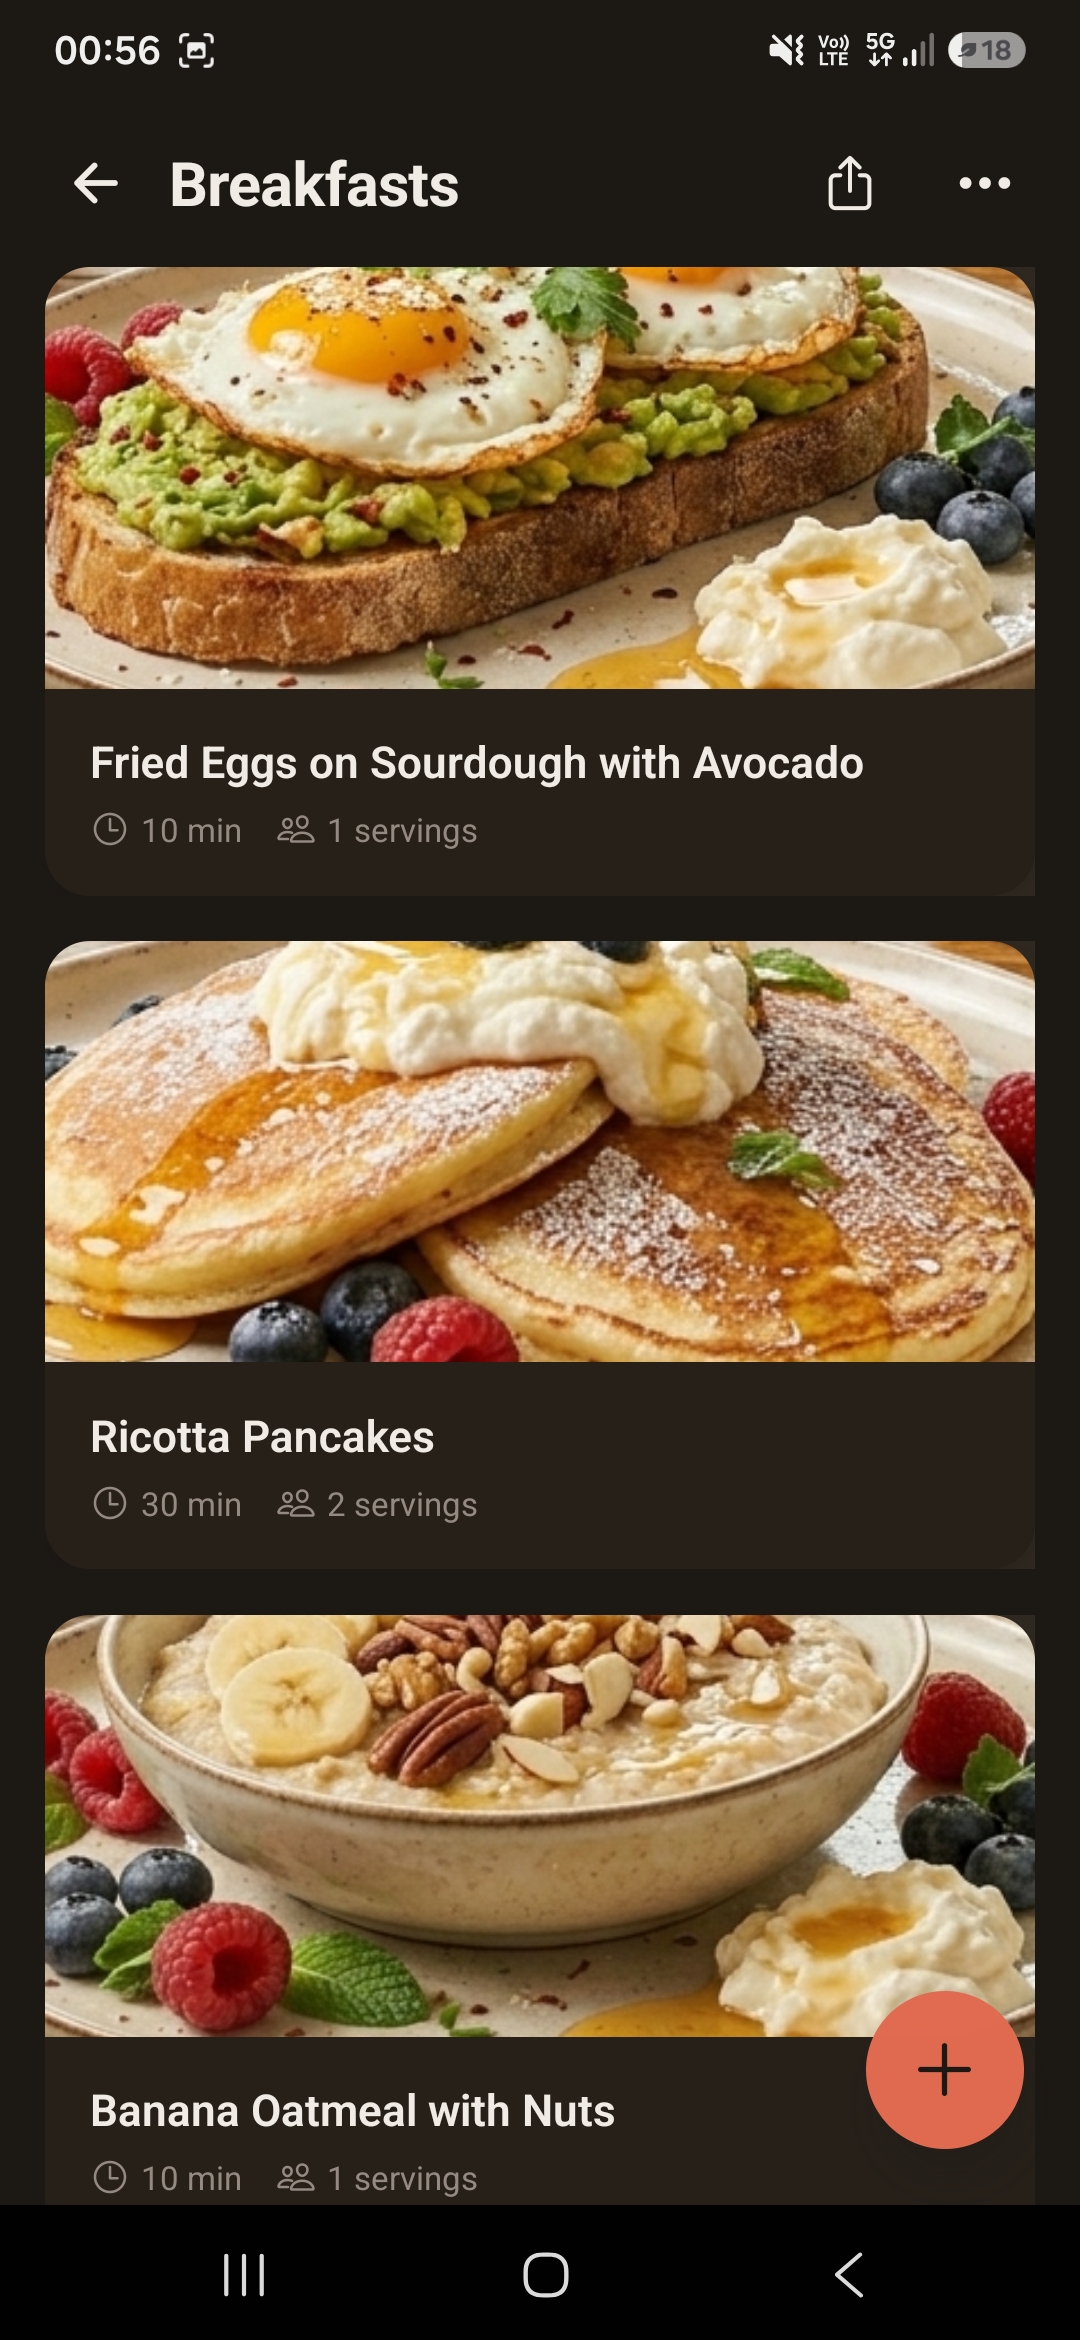 00:56
Vo))
LTE
5G
18
Breakfasts
Fried Eggs on Sourdough with Avocado
10 min 1 servings
Ricotta Pancakes
30 min 2 servings
Banana Oatmeal with Nuts
10 min 1 servings